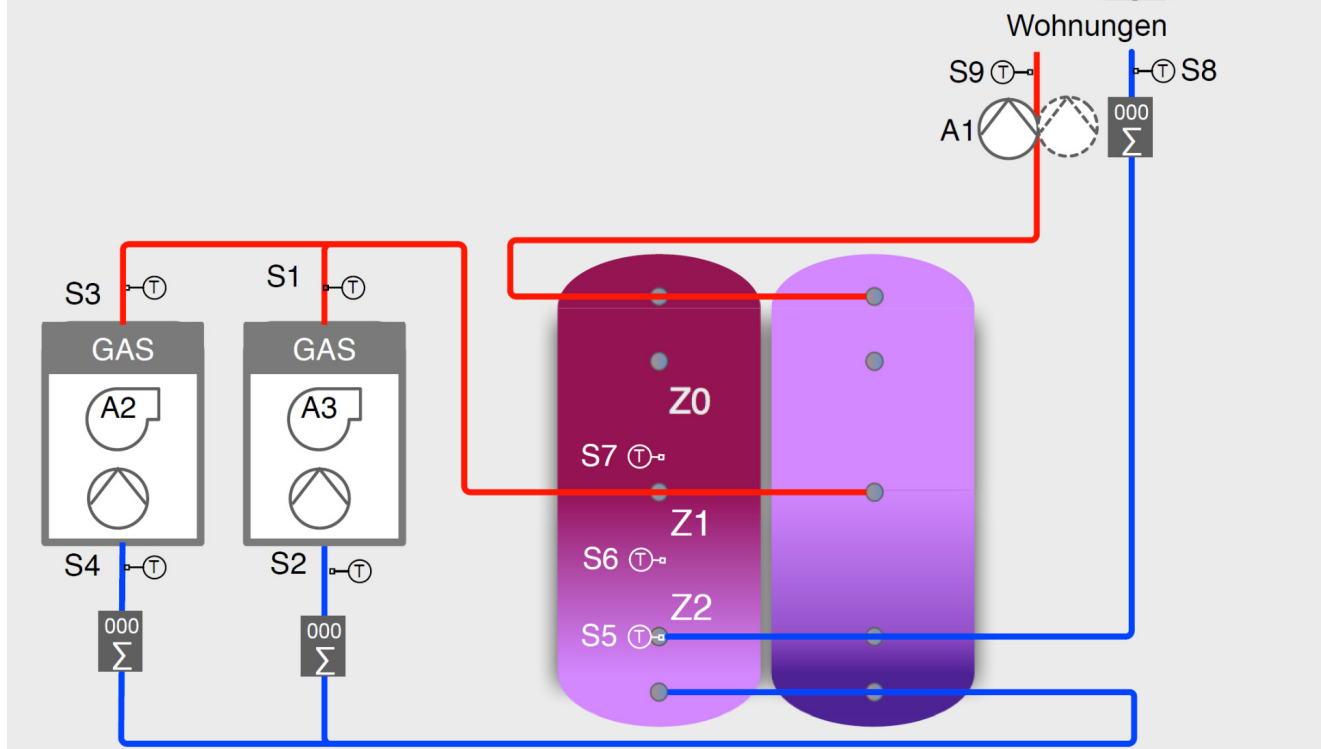 Wohnungen
S9 T T S8
A1 000
Σ
S3 T S1 T
GAS GAS
A2 A3
Z0
S7 T
Z1
S6 T
Z2
S5 T
S4 T S2 T
000 000
Σ Σ